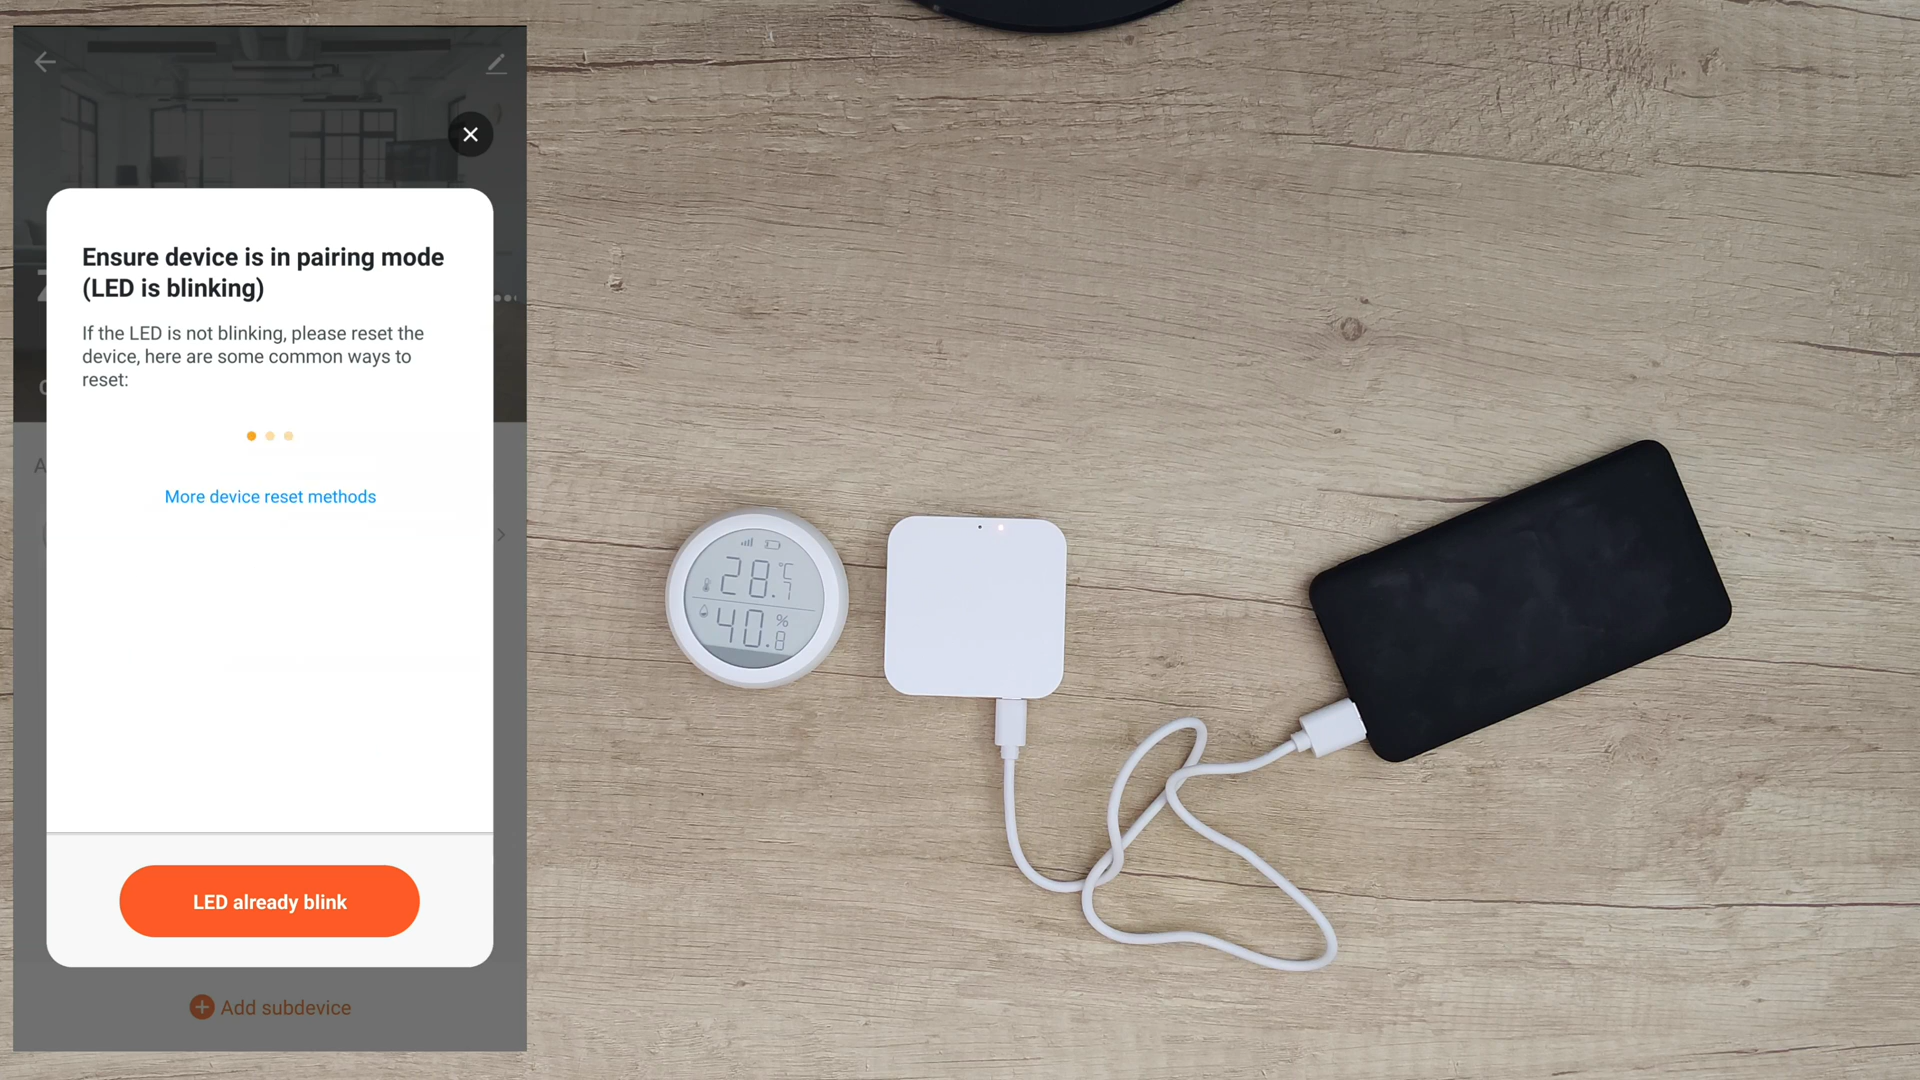 Ensure device is in pairing mode
(LED is blinking)
If the LED is not blinking, please reset the
device, here are some common ways to
reset:
More device reset methods
LED already blink
Add subdevice
28.7 °C
40.8 %